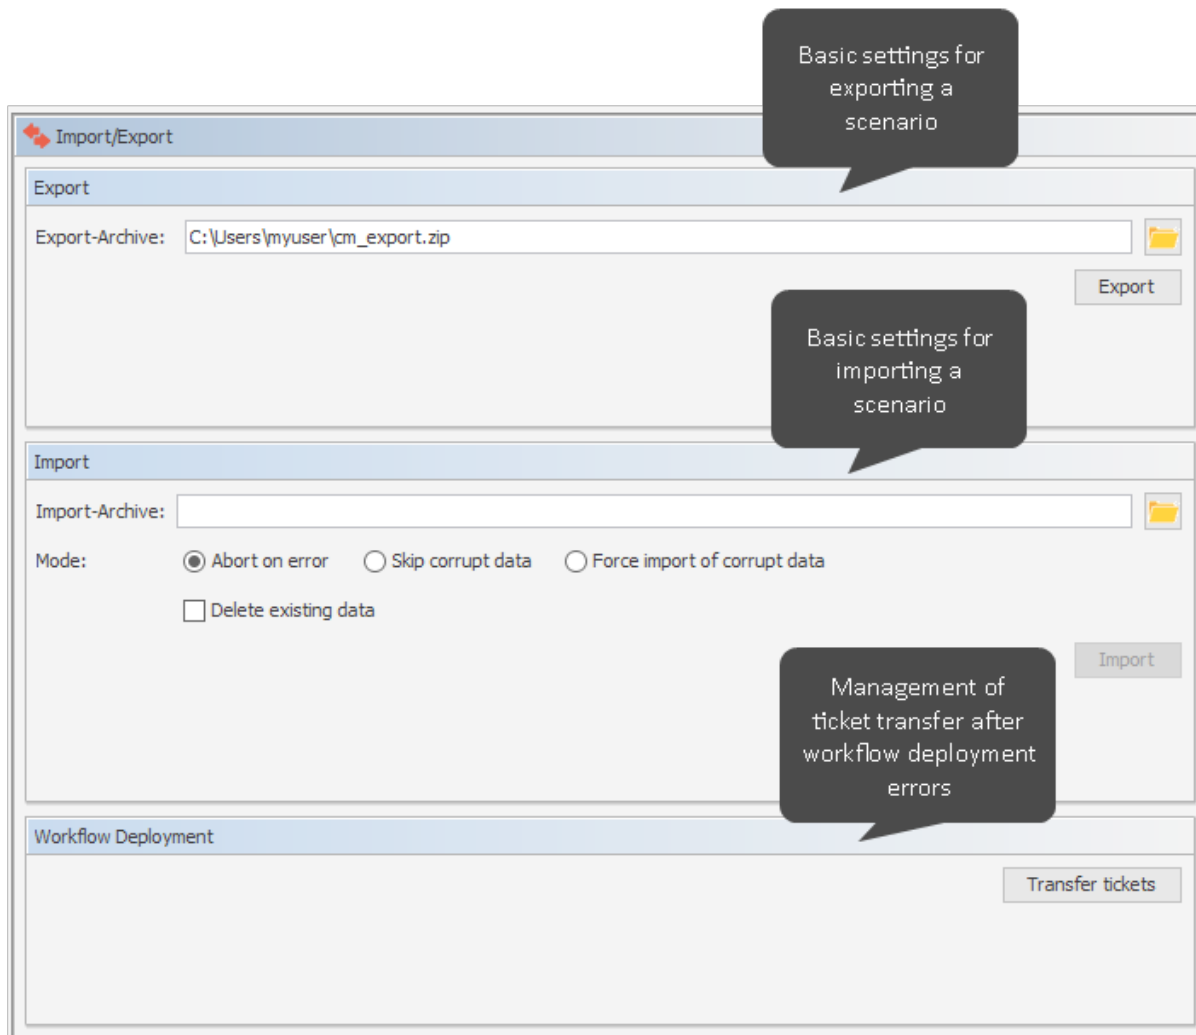 Basic settings for
exporting a
scenario
Import/Export
Export
Export-Archive: C:\Users\myuser\cm_export.zip
Export
Basic settings for
importing a
scenario
Import
Import-Archive:
Mode: Abort on error Skip corrupt data Force import of corrupt data
Delete existing data
Import
Management of
ticket transfer after
workflow deployment
errors
Workflow Deployment
Transfer tickets